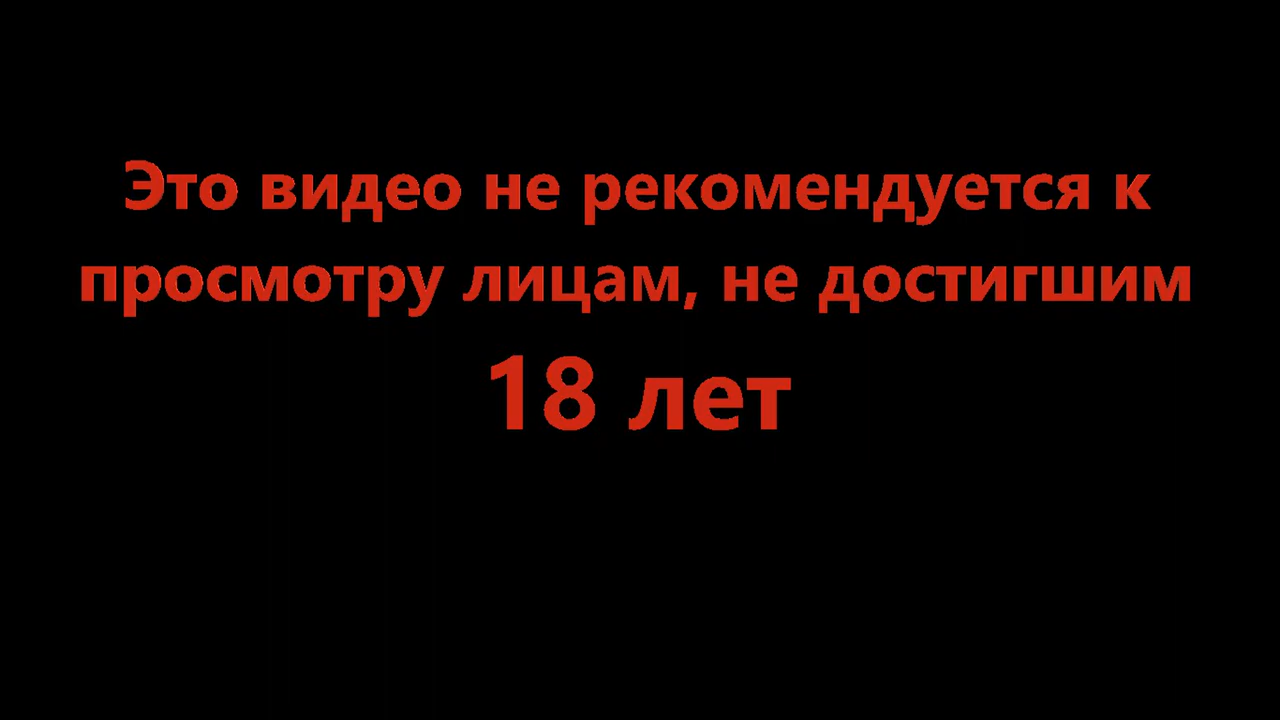 Это видео не рекомендуется к
просмотру лицам, не достигшим
18 лет